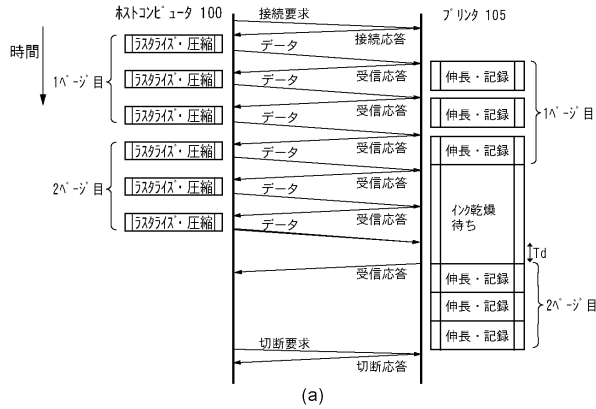 ホストコンピュータ 100
プリンタ 105
時間
接続要求
接続応答
ラスタライズ・圧縮
データ
1ページ目
ラスタライズ・圧縮
データ
受信応答
伸長・記録
ラスタライズ・圧縮
データ
受信応答
伸長・記録
1ページ目
ラスタライズ・圧縮
データ
受信応答
伸長・記録
2ページ目
ラスタライズ・圧縮
データ
受信応答
ラスタライズ・圧縮
データ
受信応答
インク乾燥
待ち
Td
受信応答
伸長・記録
伸長・記録
2ページ目
伸長・記録
切断要求
切断応答
(a)